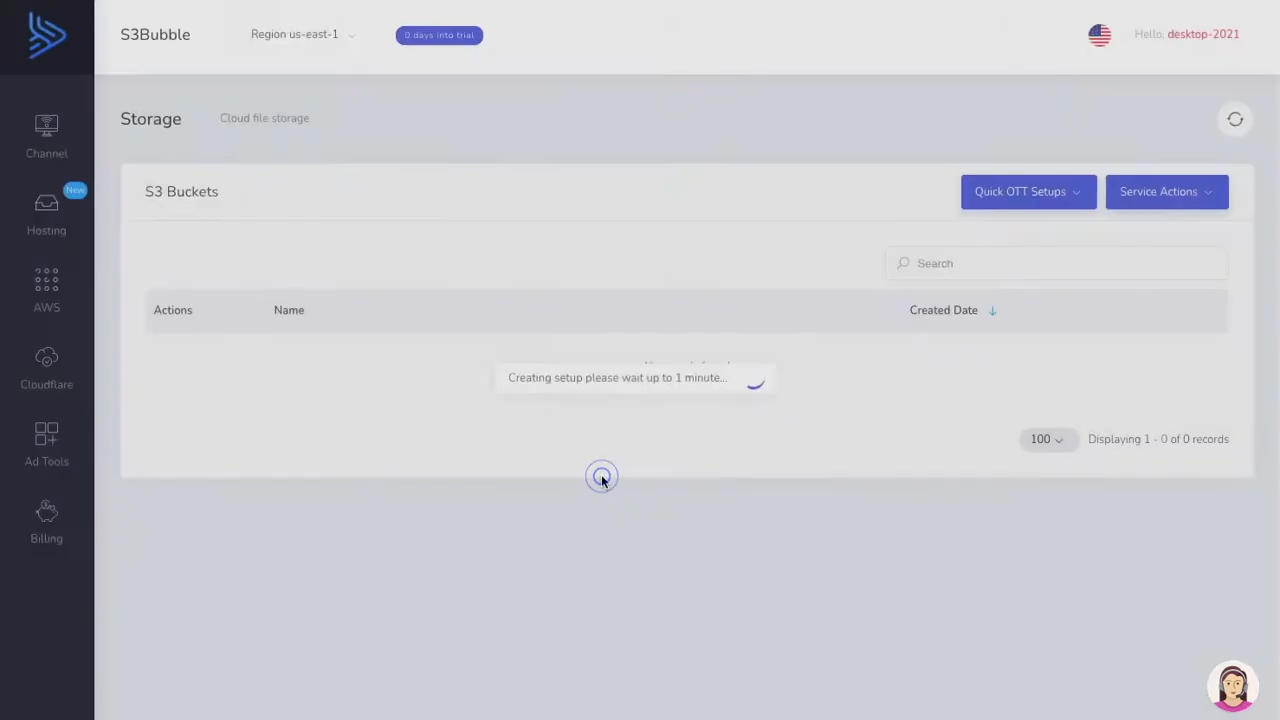 S3Bubble
Region us-east-1
0 days into trial
Hello, desktop-2021
Channel
New
Hosting
AWS
Cloudflare
Ad Tools
Billing
Storage
Cloud file storage
S3 Buckets
Quick OTT Setups
Service Actions
Search
Actions
Name
Created Date
Creating setup please wait up to 1 minute...
100
Displaying 1 - 0 of 0 records